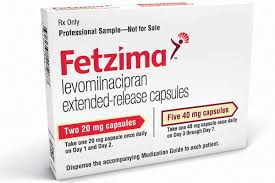 Rx Only
Professional Sample—Not for Sale
Fetzima
levomilnacipran
extended-release capsules
Two 20 mg capsules
Take one 20 mg capsule once daily
on Day 1 and Day 2.
Five 40 mg capsules
Take one 40 mg capsule once daily
on Day 3 through Day 7.
Dispense the accompanying Medication Guide to each patient.